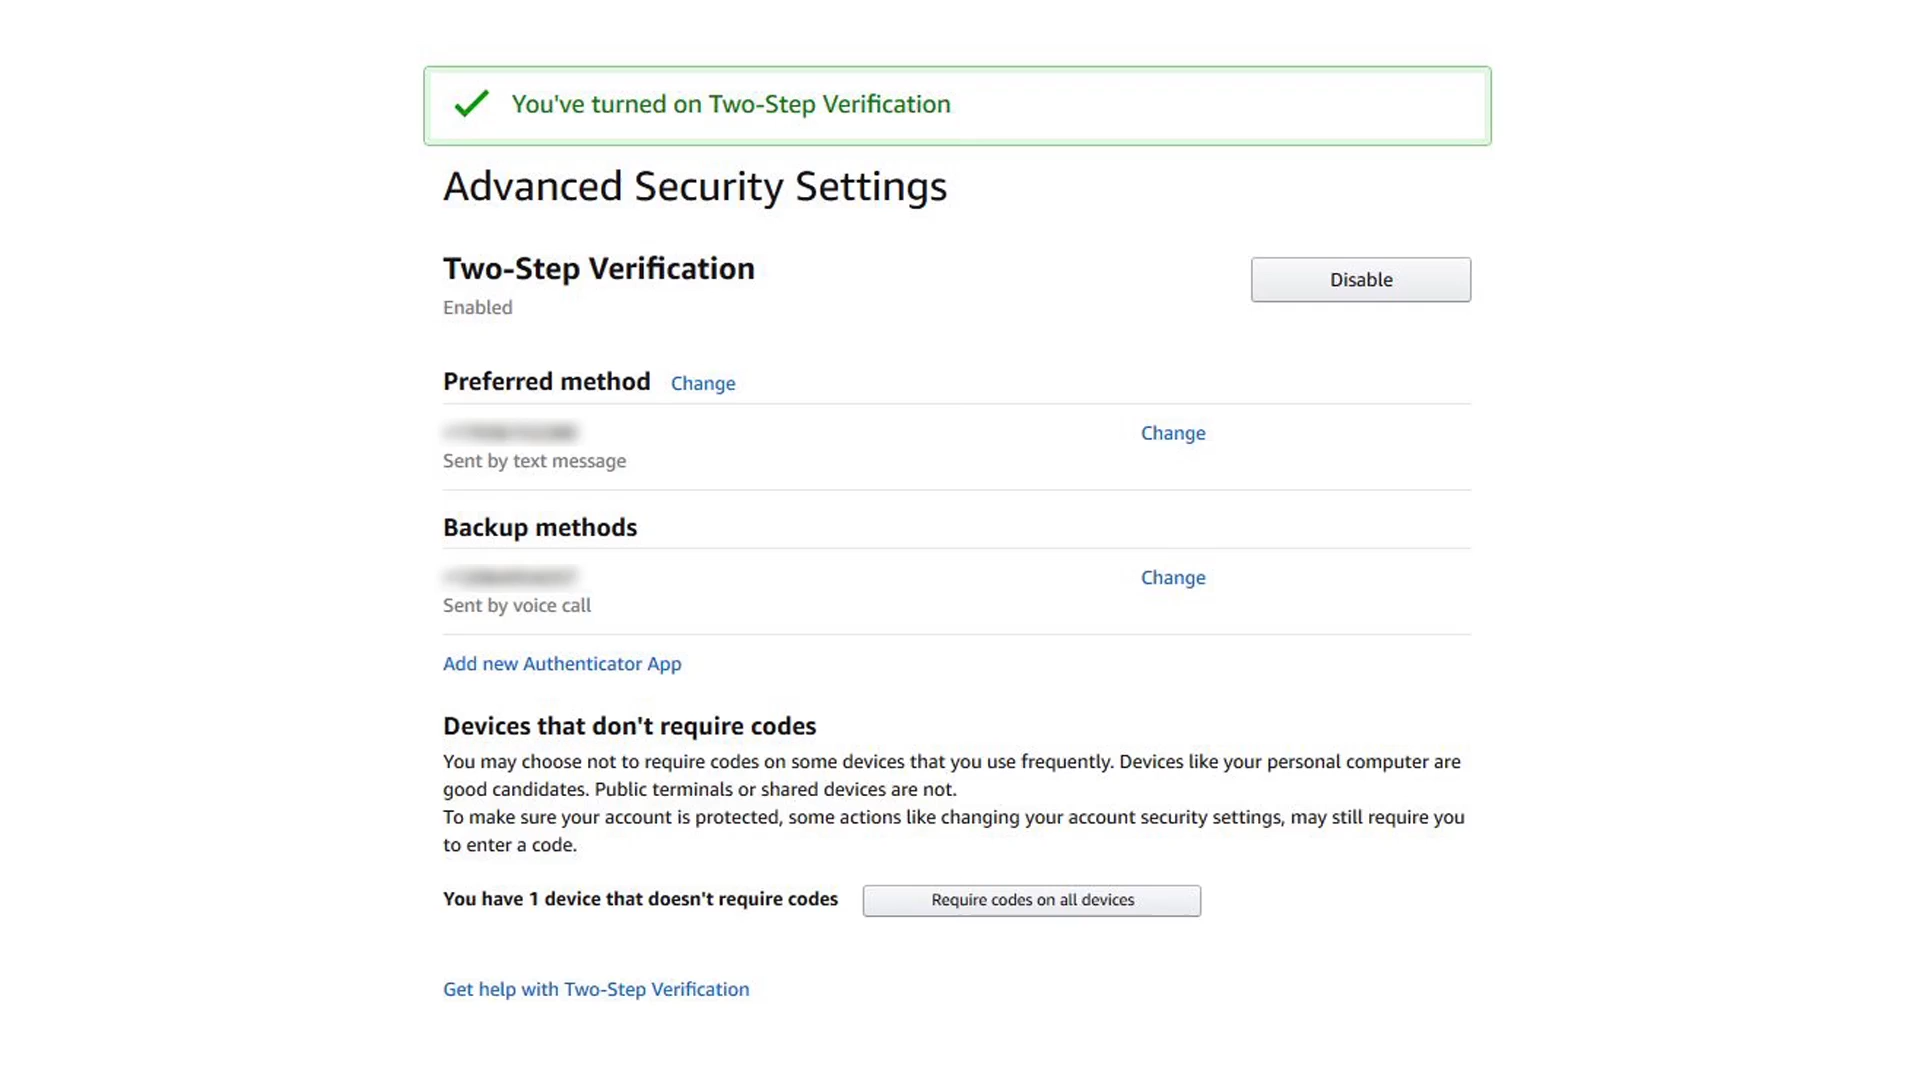 You've turned on Two-Step Verification
Advanced Security Settings
Two-Step Verification
Disable
Enabled
Preferred method Change
Change
Sent by text message
Backup methods
Change
Sent by voice call
Add new Authenticator App
Devices that don't require codes
You may choose not to require codes on some devices that you use frequently. Devices like your personal computer are
good candidates. Public terminals or shared devices are not.
To make sure your account is protected, some actions like changing your account security settings, may still require you
to enter a code.
You have 1 device that doesn't require codes Require codes on all devices
Get help with Two-Step Verification